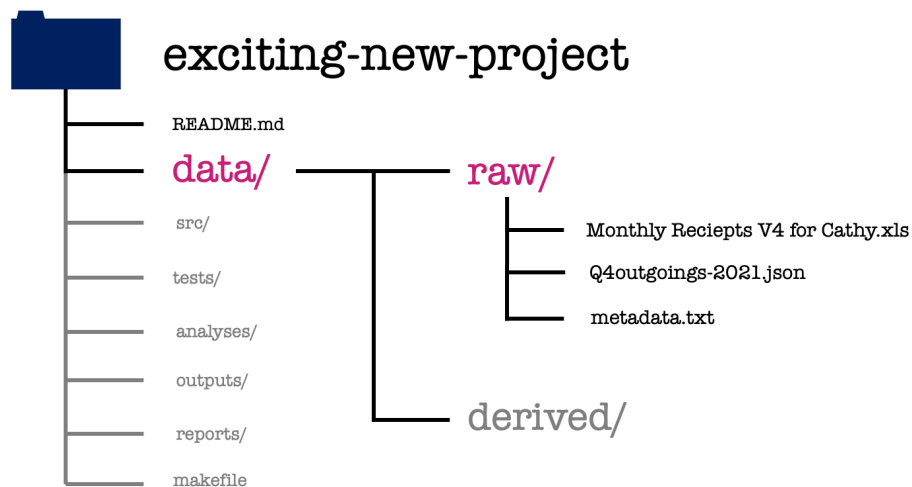 exciting-new-project
README.md
data/
raw/
src/
Monthly Reciepts V4 for Cathy.xls
Q4outgoings-2021.json
tests/
metadata.txt
analyses/
outputs/
derived/
reports/
makefile